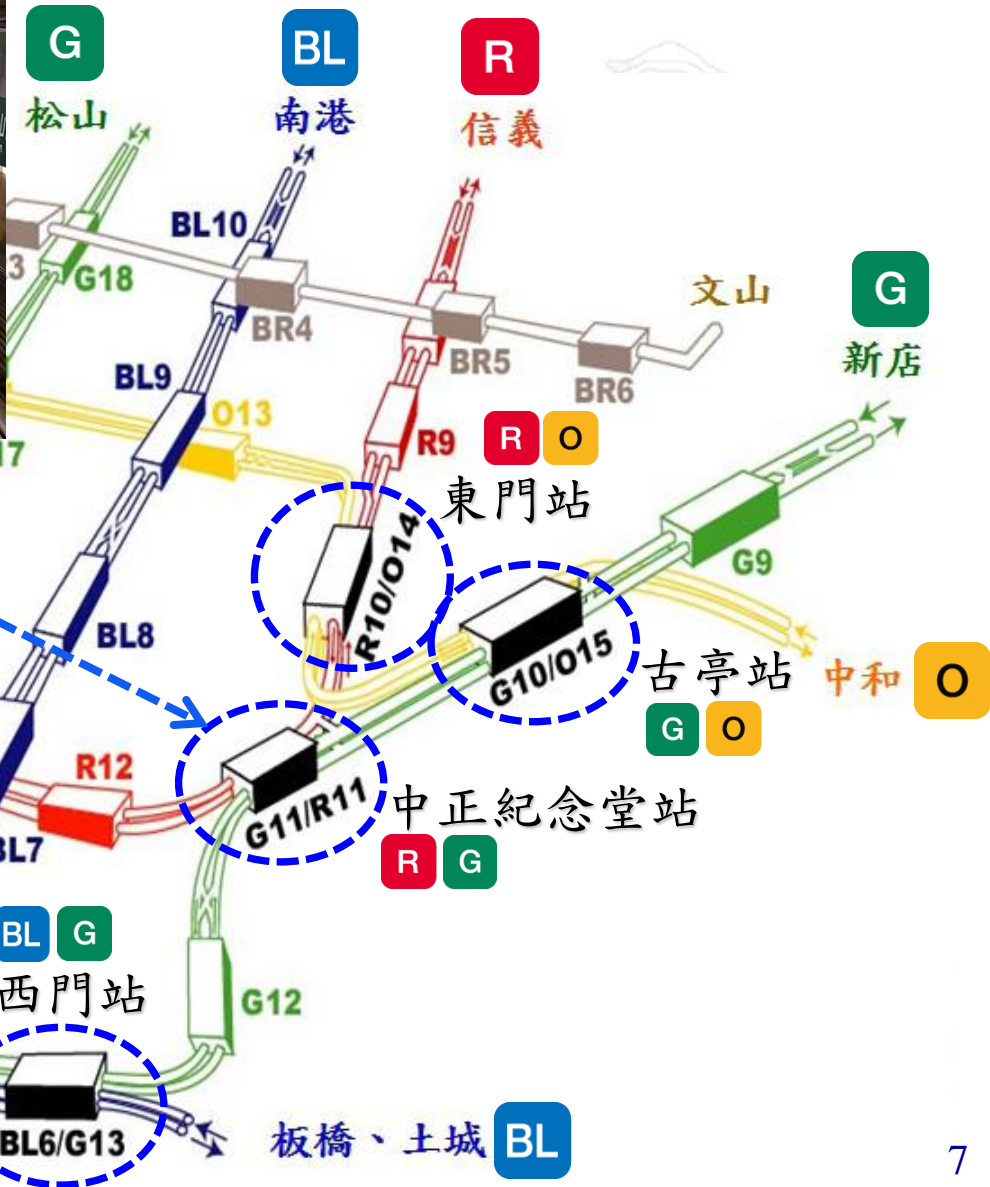 G
BL
R
松山
南港
信義
BL10
G
3
G18
文山
BR4
新店
BR5
BL9
BR6
O13
R O
R9
17
東門站
R10/O14
G9
BL8
G10/O15
古亭站
中和 O
G O
R12
G11/R11
中正紀念堂站
BL7
R G
BL G
西門站
G12
BL6/G13
板橋、土城 BL
7